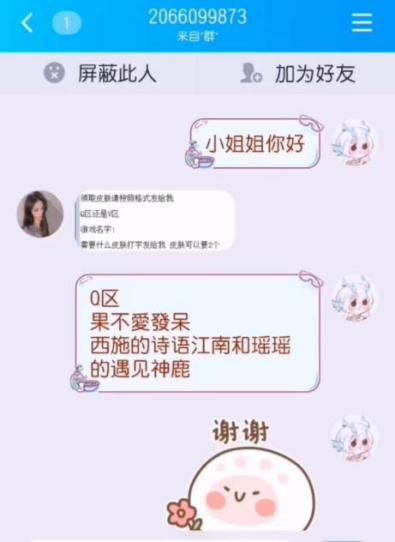 1
2066099873
来自"群"
屏蔽此人
加为好友
小姐姐你好
领取皮肤请按照格式发给我
Q区还是V区
游戏名字:
需要什么皮肤打字发给我 皮肤可以要2个
Q区
果不愛發呆
西施的诗语江南和瑶瑶
的遇见神鹿
谢谢